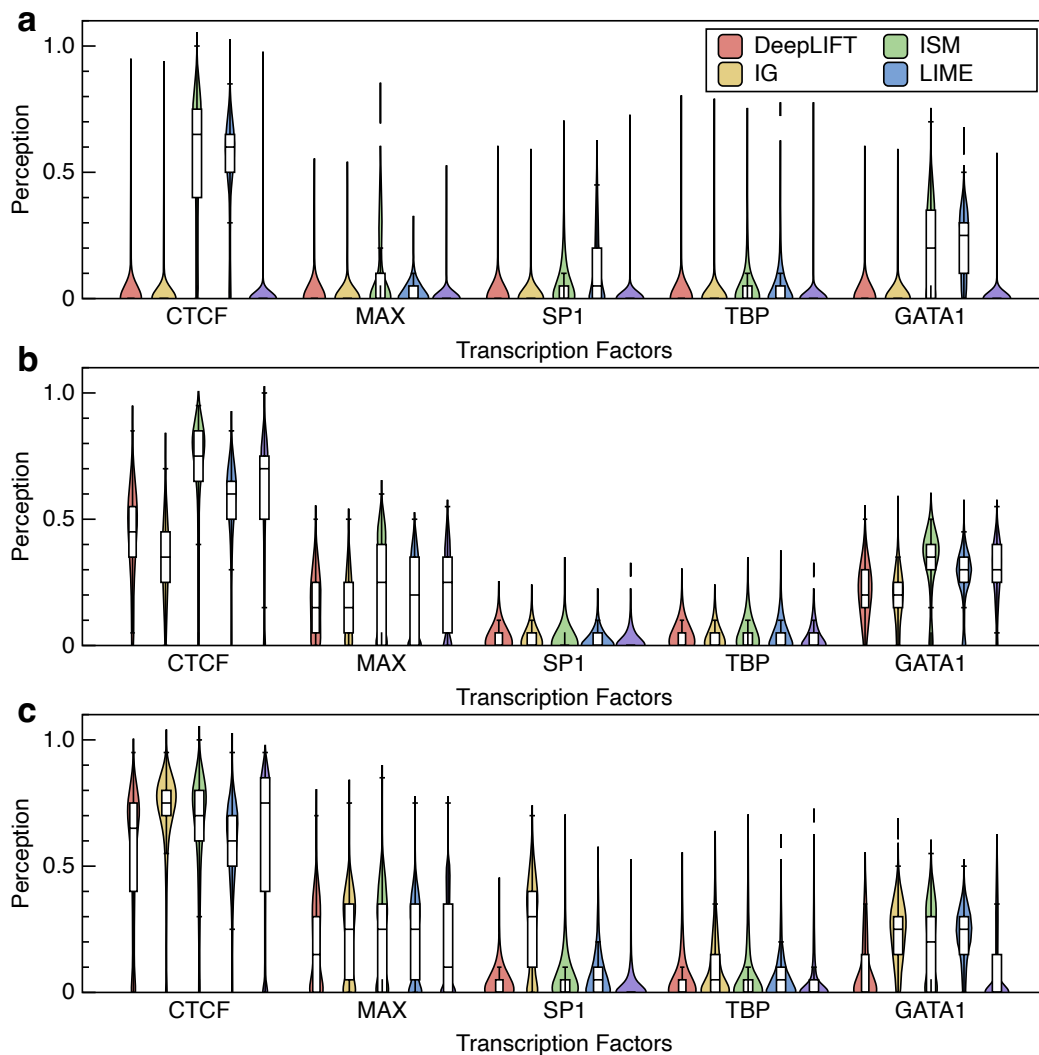 a
DeepLIFT ISM
IG LIME
Perception
1.0
0.5
0
CTCF MAX SP1 TBP GATA1
Transcription Factors
b
Perception
1.0
0.5
0
CTCF MAX SP1 TBP GATA1
Transcription Factors
c
Perception
1.0
0.5
0
CTCF MAX SP1 TBP GATA1
Transcription Factors